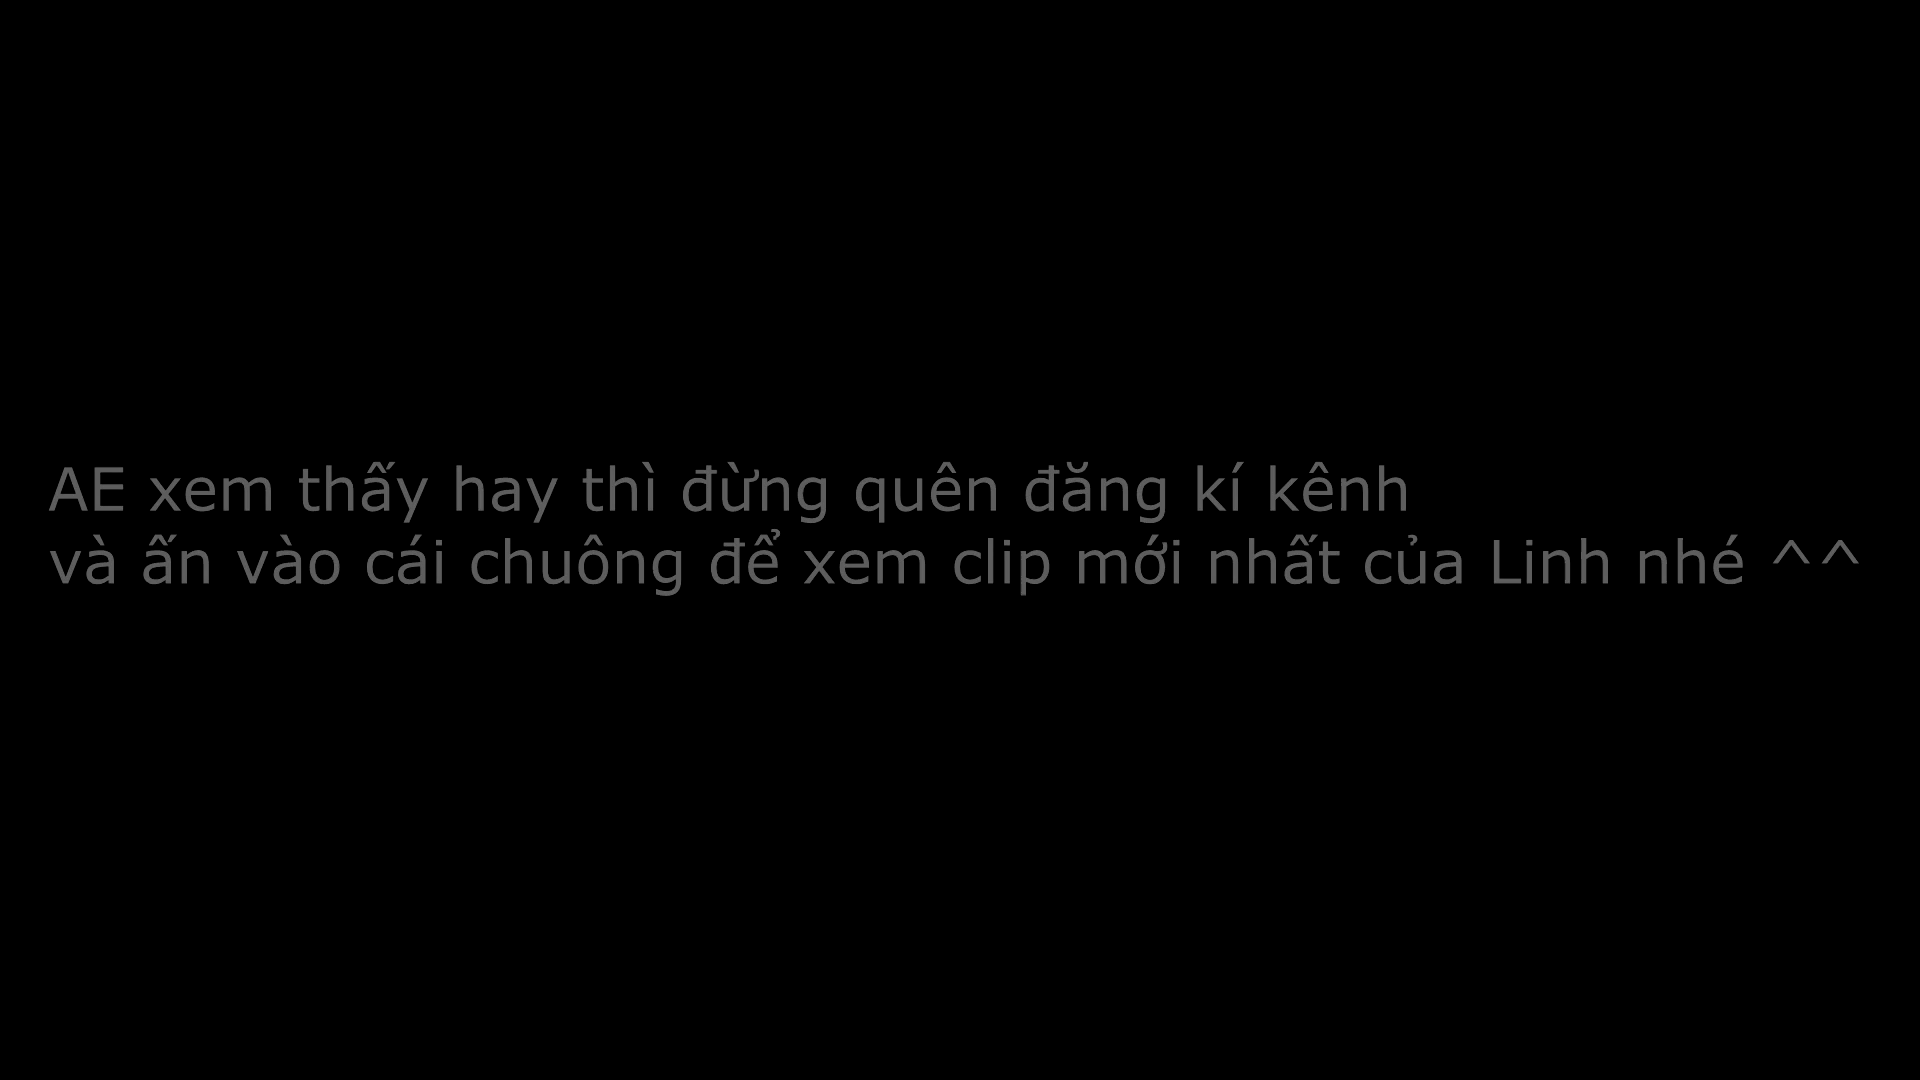 AE xem thấy hay thì đừng quên đăng kí kênh
và ấn vào cái chuông để xem clip mới nhất của Linh nhé ^^